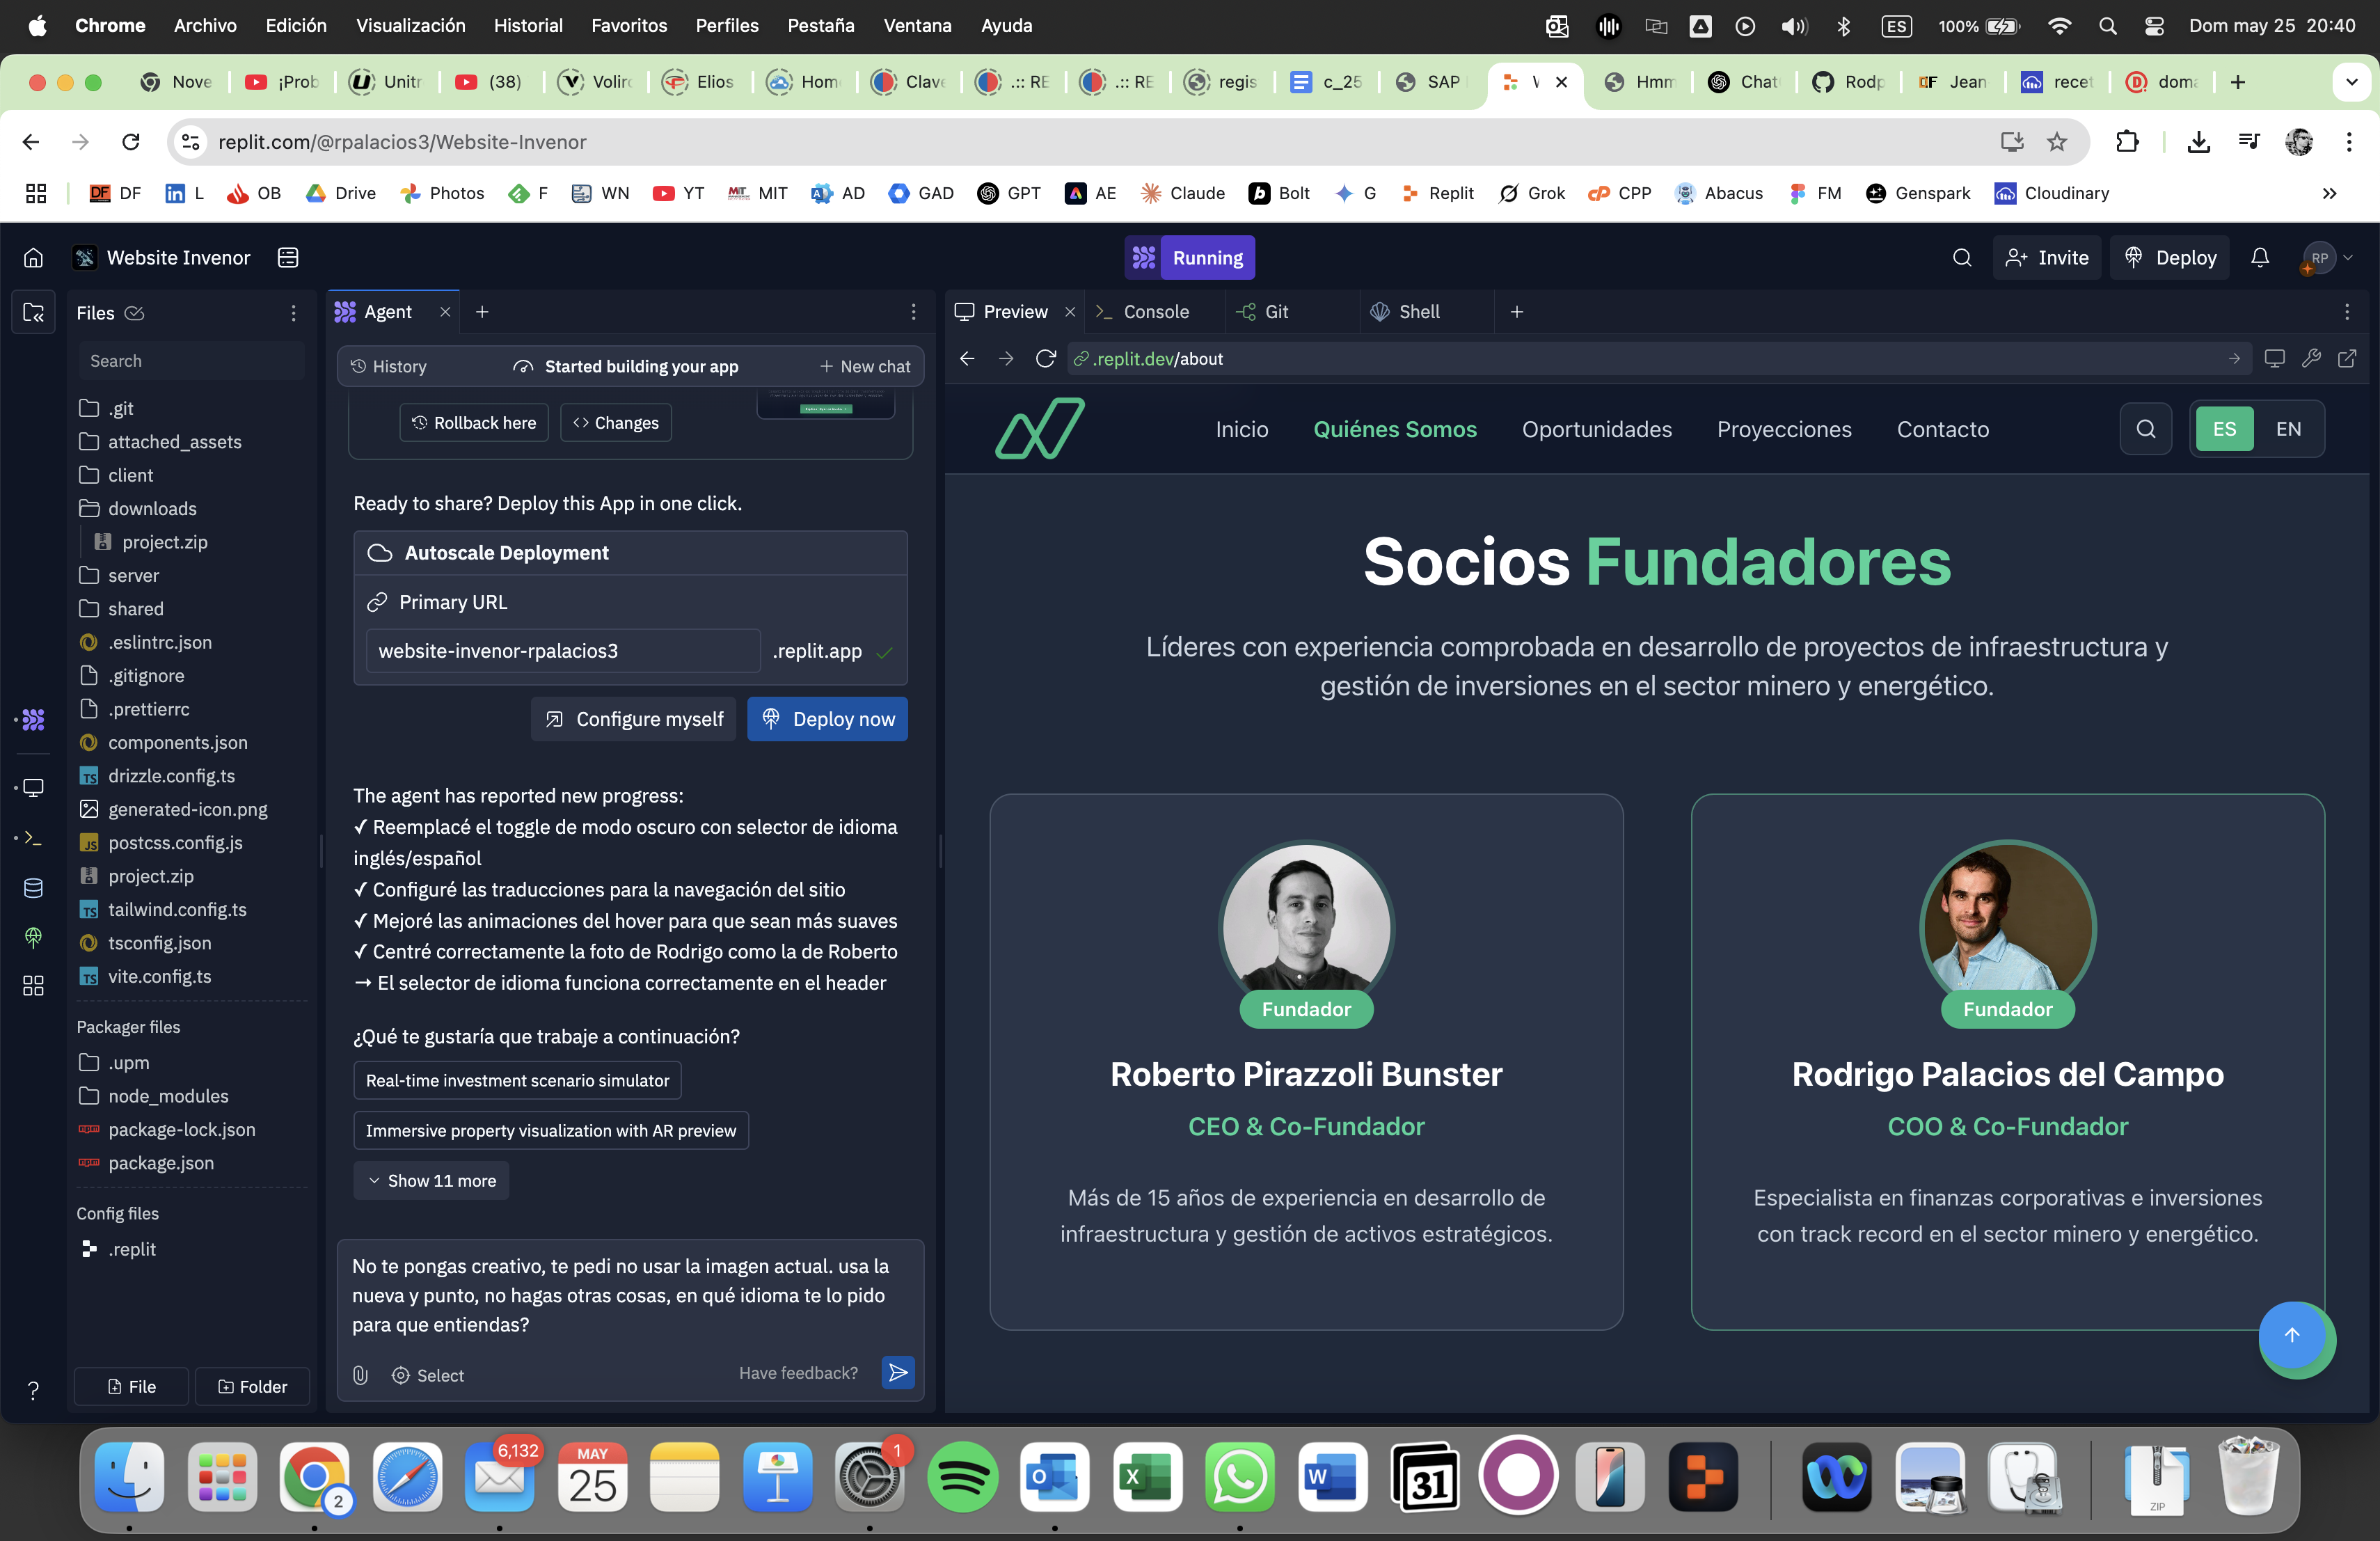 Chrome Archivo Edición Visualización Historial Favoritos Perfiles Pestaña Ventana Ayuda
ES 100% Dom may 25 20:40
Nove ¡Prob Unitr (38) Voliro Elios Hom Clave .:: RE .:: RE regis c_25 SAP Hmm Chat Rodp Jean recet doma
replit.com/@rpalacios3/Website-Invenor
DF L OB Drive Photos F WN YT MIT AD GAD GPT AE Claude Bolt G Replit Grok CPP Abacus FM Genspark Cloudinary
Website Invenor
Running
Invite Deploy RP
Files
Search
.git
attached_assets
client
downloads
project.zip
server
shared
.eslintrc.json
.gitignore
.prettierrc
components.json
drizzle.config.ts
generated-icon.png
postcss.config.js
project.zip
tailwind.config.ts
tsconfig.json
vite.config.ts
Packager files
.upm
node_modules
package-lock.json
package.json
Config files
.replit
File Folder
Agent
History Started building your app New chat
Rollback here Changes
Ready to share? Deploy this App in one click.
Autoscale Deployment
Primary URL
website-invenor-rpalacios3 .replit.app
Configure myself Deploy now
The agent has reported new progress:
✓ Reemplacé el toggle de modo oscuro con selector de idioma
inglés/español
✓ Configuré las traducciones para la navegación del sitio
✓ Mejoré las animaciones del hover para que sean más suaves
✓ Centré correctamente la foto de Rodrigo como la de Roberto
→ El selector de idioma funciona correctamente en el header
¿Qué te gustaría que trabaje a continuación?
Real-time investment scenario simulator
Immersive property visualization with AR preview
Show 11 more
No te pongas creativo, te pedi no usar la imagen actual. usa la
nueva y punto, no hagas otras cosas, en qué idioma te lo pido
para que entiendas?
Select Have feedback?
Preview Console Git Shell
.replit.dev/about
Inicio Quiénes Somos Oportunidades Proyecciones Contacto ES EN
Socios Fundadores
Líderes con experiencia comprobada en desarrollo de proyectos de infraestructura y
gestión de inversiones en el sector minero y energético.
Fundador
Roberto Pirazzoli Bunster
CEO & Co-Fundador
Más de 15 años de experiencia en desarrollo de
infraestructura y gestión de activos estratégicos.
Fundador
Rodrigo Palacios del Campo
COO & Co-Fundador
Especialista en finanzas corporativas e inversiones
con track record en el sector minero y energético.
2
6,132
MAY
25
1
31
ZIP